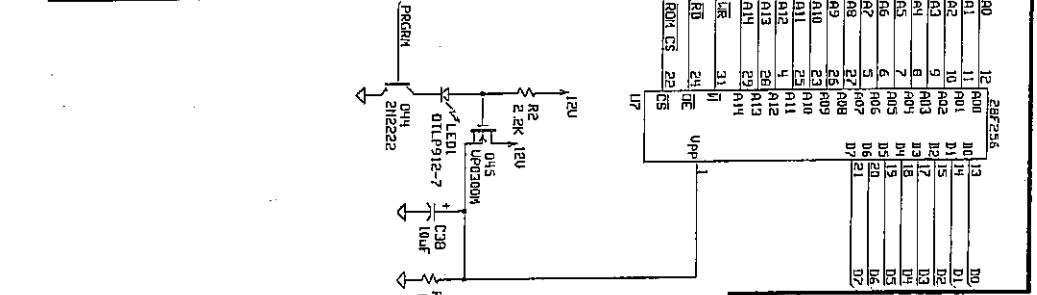 28F256
A0 12 A00 D0 13 D0
A1 11 A01 D1 14 D1
A2 10 A02 D2 15 D2
A3 9 A03 D3 17 D3
A4 8 A04 D4 18 D4
A5 7 A05 D5 19 D5
A6 6 A06 D6 20 D6
A7 5 A07 D7 21 D7
A8 27 A08
A9 26 A09
A10 23 A10
A11 25 A11
A12 4 A12
A13 28 A13
A14 29 A14
WR 31 W
RD 24 OE Vpp 1
ROM CS 22 CS
U7
12V
R2
2.2K
12V
Q45
VP0300M
LED1
QTLP912-7
PRGRM
Q44
2N2222
C38
10uF